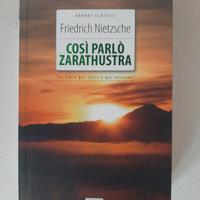 GRANDI CLASSICI
Friedrich Nietzsche
COSÌ PARLÒ
ZARATHUSTRA
"Un libro per tutti e per nessuno"